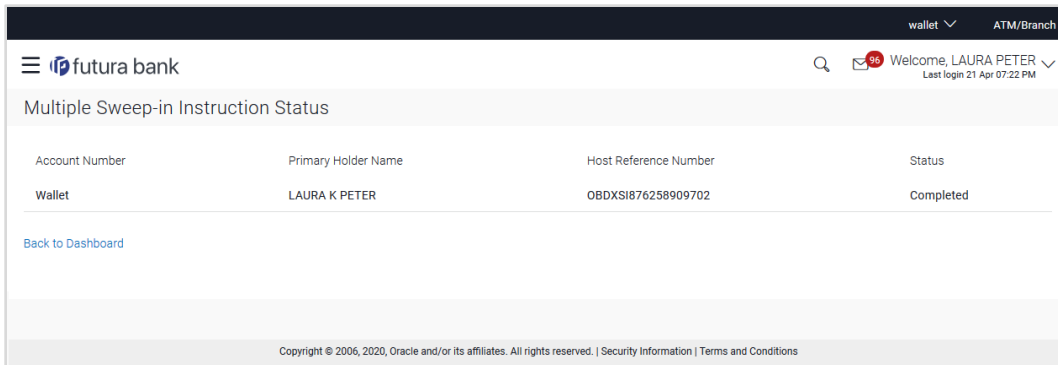 wallet ATM/Branch
futura bank 96 Welcome, LAURA PETER
Last login 21 Apr 07:22 PM
Multiple Sweep-in Instruction Status
Account Number Primary Holder Name Host Reference Number Status
Wallet LAURA K PETER OBDXSI876258909702 Completed
Back to Dashboard
Copyright © 2006, 2020, Oracle and/or its affiliates. All rights reserved. | Security Information | Terms and Conditions